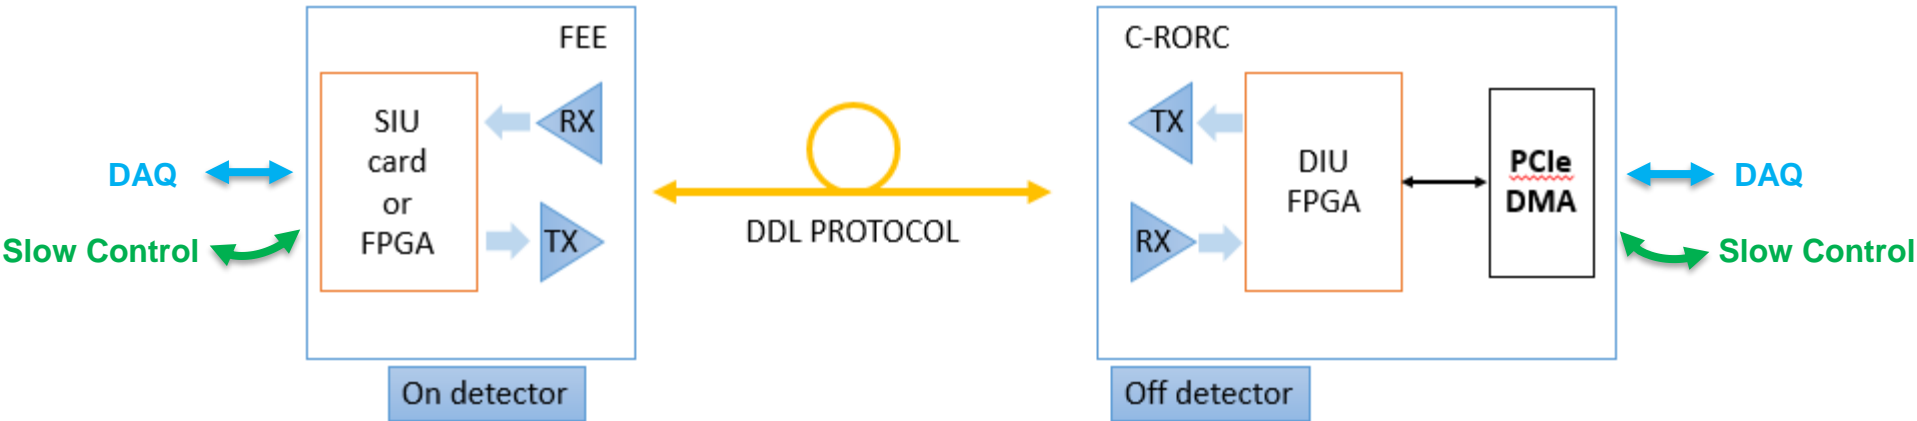 FEE
SIU
card
or
FPGA
RX
TX
DAQ
Slow Control
On detector
DDL PROTOCOL
C-RORC
TX
RX
DIU
FPGA
PCIe
DMA
DAQ
Slow Control
Off detector